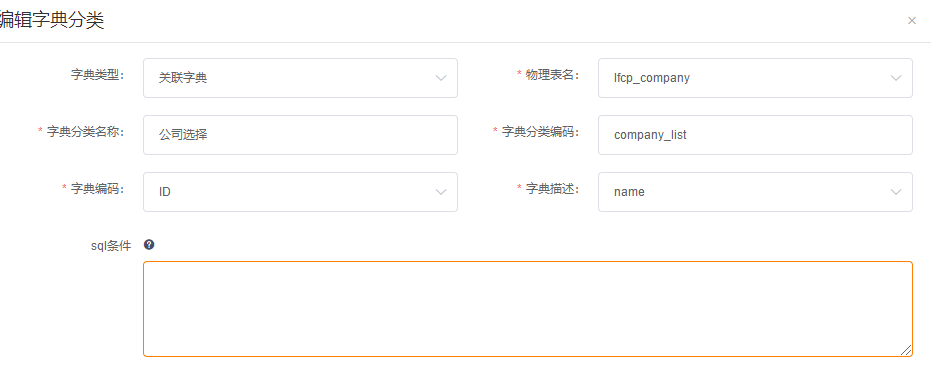 编辑字典分类
字典类型： 关联字典 * 物理表名： lfcp_company
* 字典分类名称： 公司选择 * 字典分类编码： company_list
* 字典编码： ID * 字典描述： name
sql条件 ?